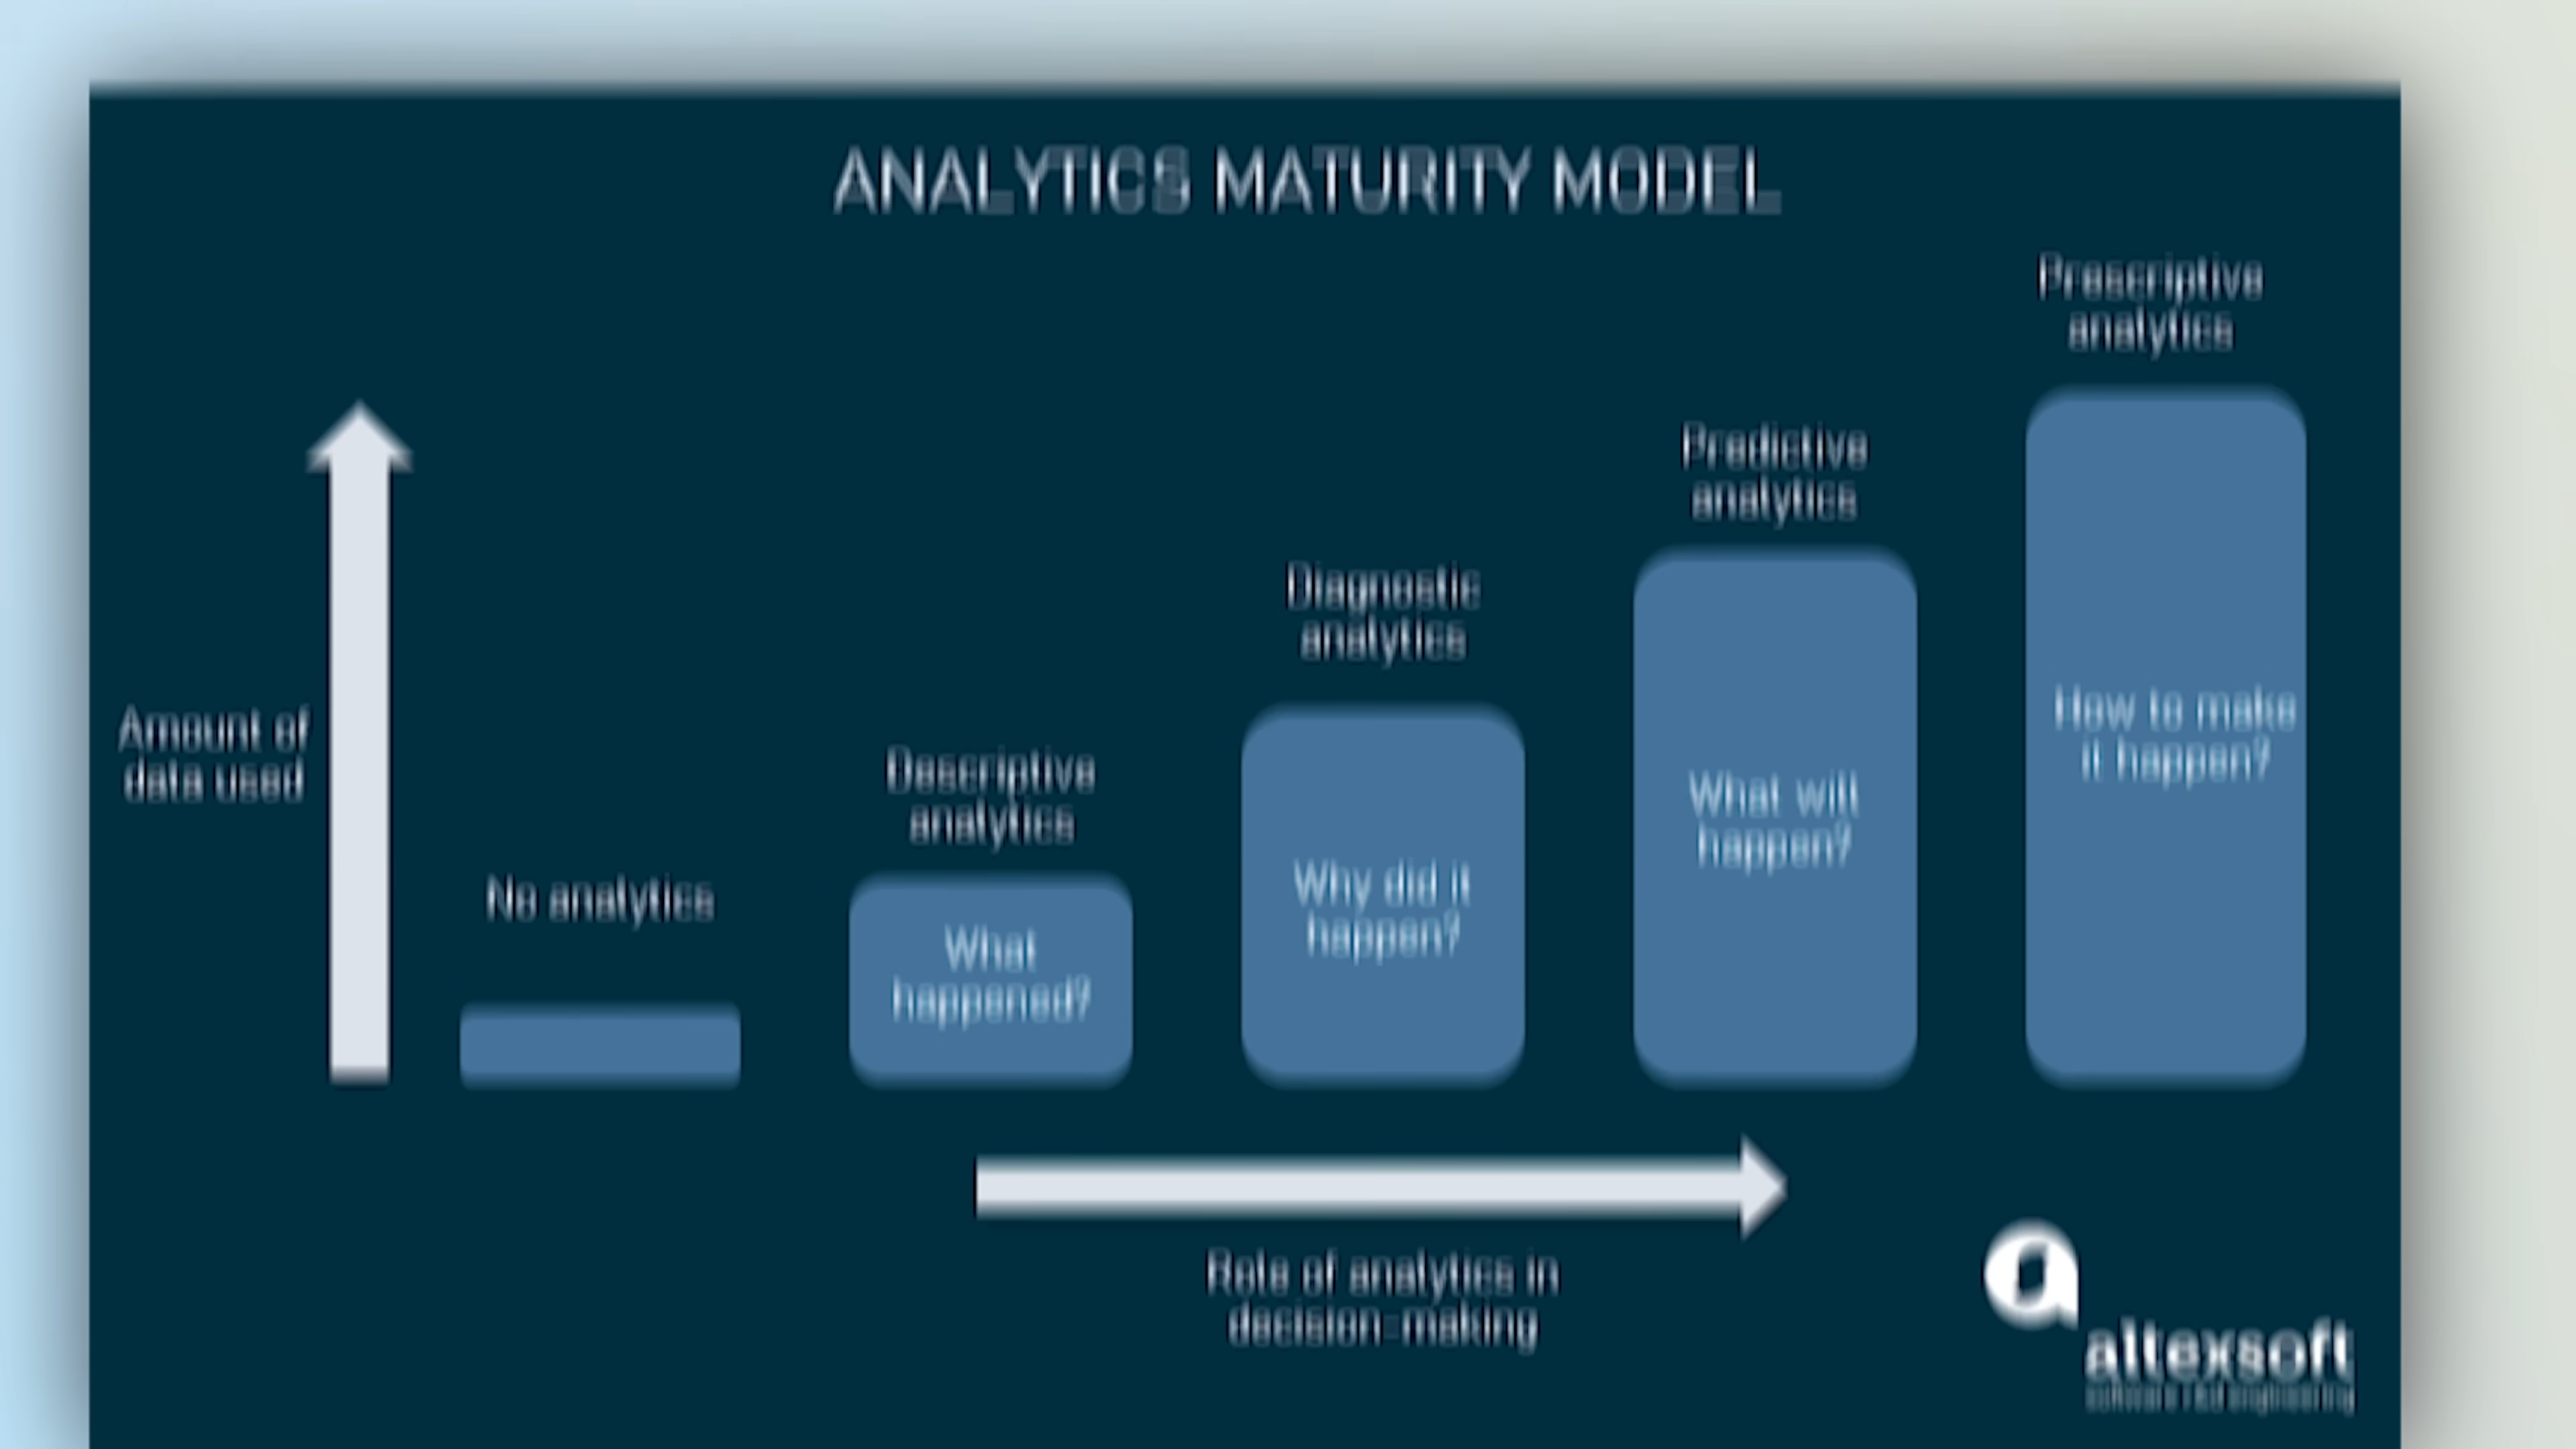 ANALYTICS MATURITY MODEL
Prescriptive
analytics
Predictive
analytics
Diagnostic
analytics
Descriptive
analytics
No analytics
Amount of
data used
What
happened?
Why did it
happen?
What will
happen?
How to make
it happen?
Role of analytics in
decision-making
altexsoft
software r&d engineering